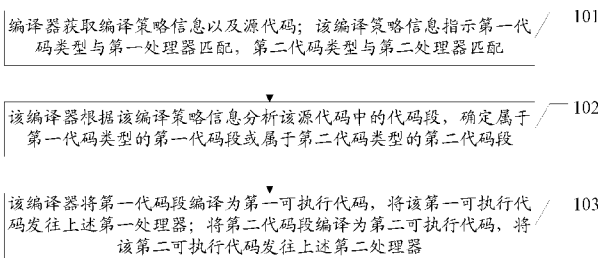 编译器获取编译策略信息以及源代码；该编译策略信息指示第一代
码类型与第一处理器匹配，第二代码类型与第二处理器匹配
101
该编译器根据该编译策略信息分析该源代码中的代码段，确定属于
第一代码类型的第一代码段或属于第二代码类型的第二代码段
102
该编译器将第一代码段编译为第一可执行代码，将该第一可执行代
码发往上述第一处理器；将第二代码段编译为第二可执行代码，将
该第二可执行代码发往上述第二处理器
103